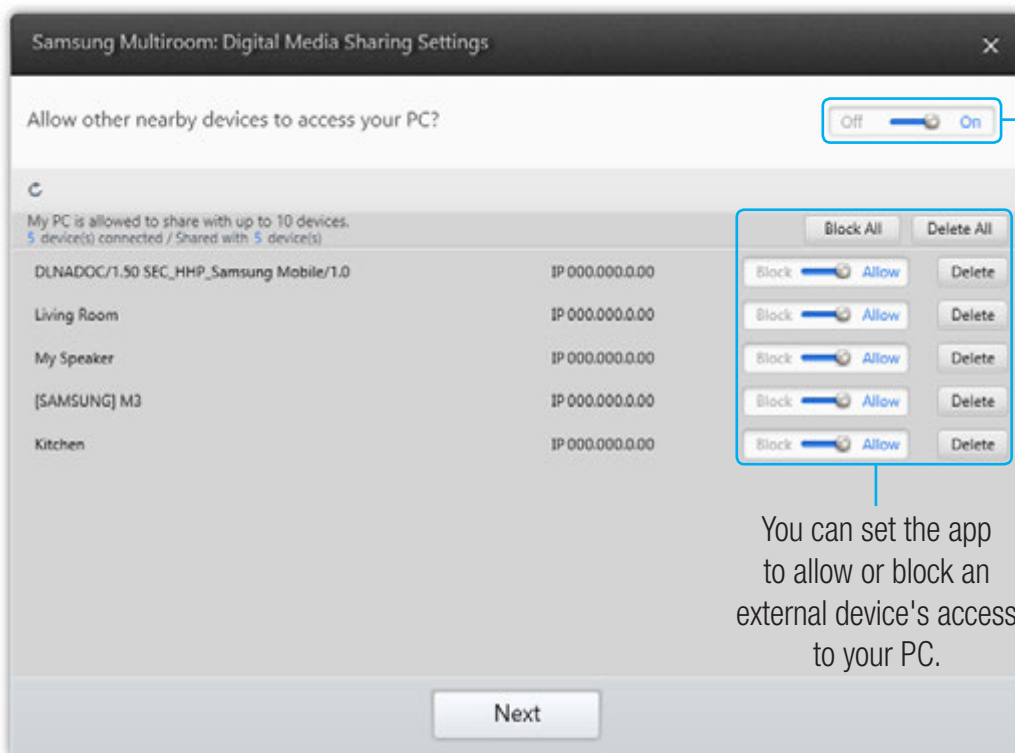 Samsung Multiroom: Digital Media Sharing Settings
Allow other nearby devices to access your PC?
Off On
My PC is allowed to share with up to 10 devices.
5 device(s) connected / Shared with 5 device(s)
Block All Delete All
DLNADOC/1.50 SEC_HHP_Samsung Mobile/1.0 IP 000.000.0.00 Block Allow Delete
Living Room IP 000.000.0.00 Block Allow Delete
My Speaker IP 000.000.0.00 Block Allow Delete
[SAMSUNG] M3 IP 000.000.0.00 Block Allow Delete
Kitchen IP 000.000.0.00 Block Allow Delete
You can set the app
to allow or block an
external device's access
to your PC.
Next